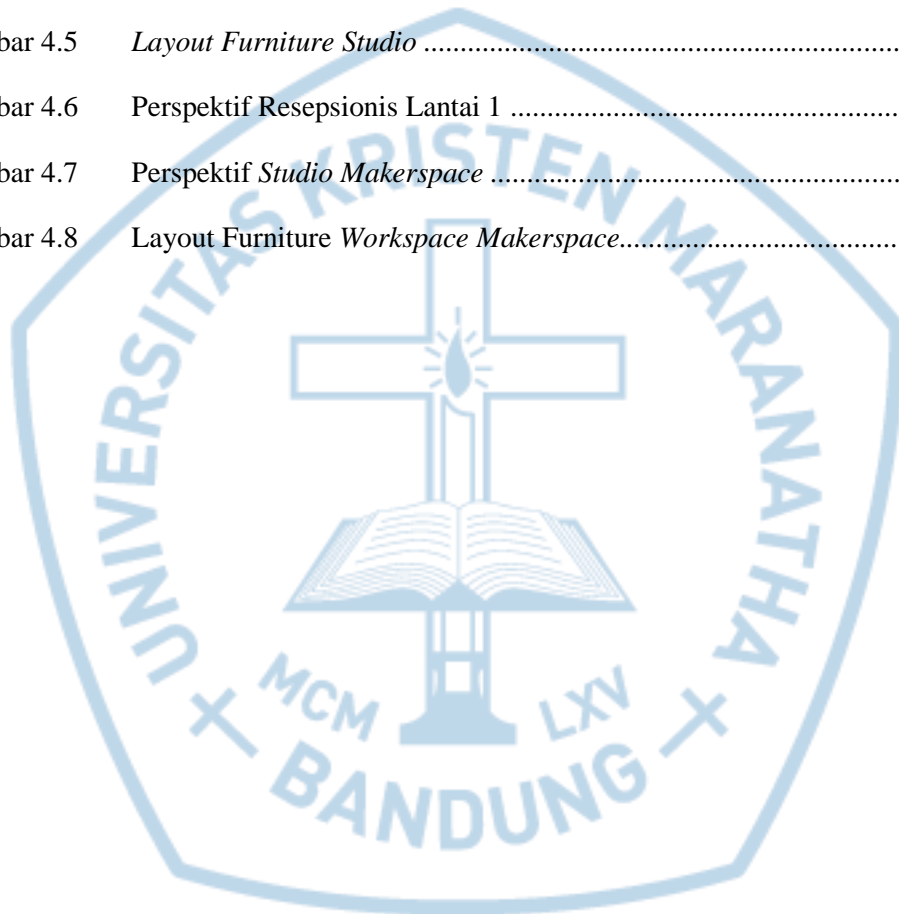 bar 4.5 Layout Furniture Studio ........................................................................
bar 4.6 Perspektif Resepsionis Lantai 1 ...........................................................
bar 4.7 Perspektif Studio Makerspace ..............................................................
bar 4.8 Layout Furniture Workspace Makerspace..........................................
UNIVERSITAS KRISTEN MARANATHA
MCM LXV
BANDUNG